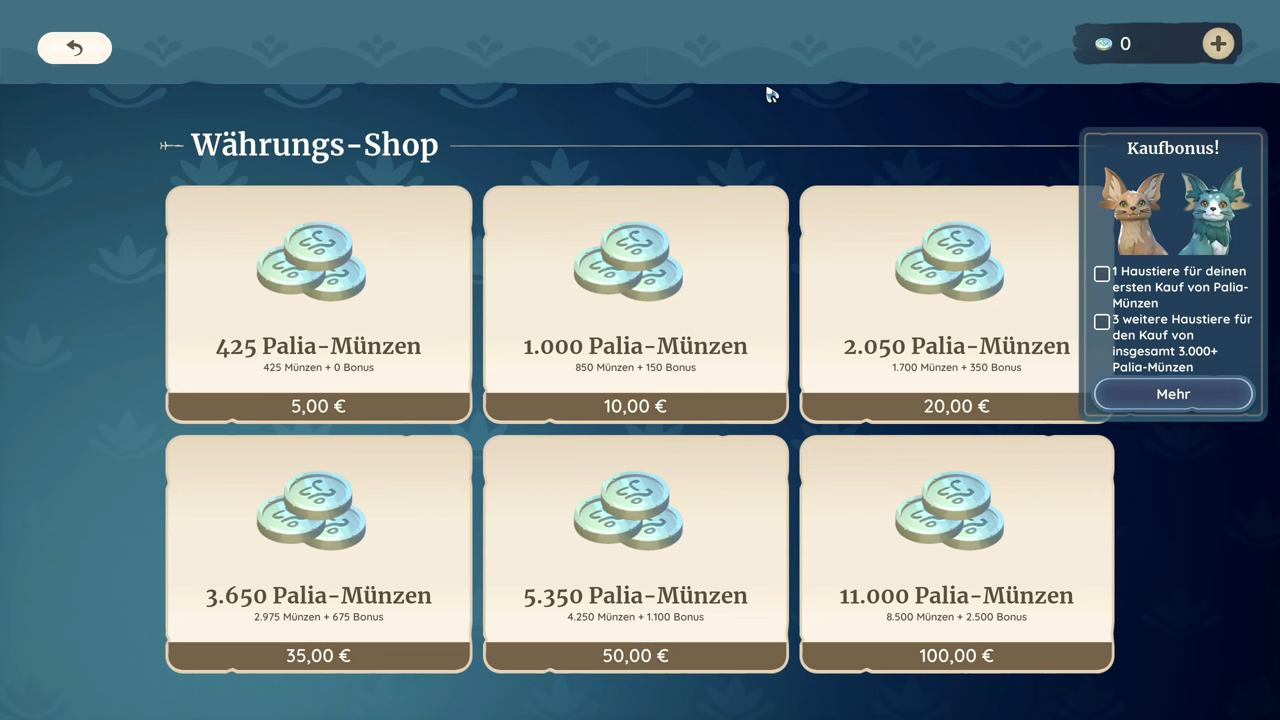 0
Währungs-Shop
Kaufbonus!
1 Haustiere für deinen
ersten Kauf von Palia-
Münzen
3 weitere Haustiere für
den Kauf von
insgesamt 3.000+
Palia-Münzen
Mehr
425 Palia-Münzen
425 Münzen + 0 Bonus
5,00 €
1.000 Palia-Münzen
850 Münzen + 150 Bonus
10,00 €
2.050 Palia-Münzen
1.700 Münzen + 350 Bonus
20,00 €
3.650 Palia-Münzen
2.975 Münzen + 675 Bonus
35,00 €
5.350 Palia-Münzen
4.250 Münzen + 1.100 Bonus
50,00 €
11.000 Palia-Münzen
8.500 Münzen + 2.500 Bonus
100,00 €